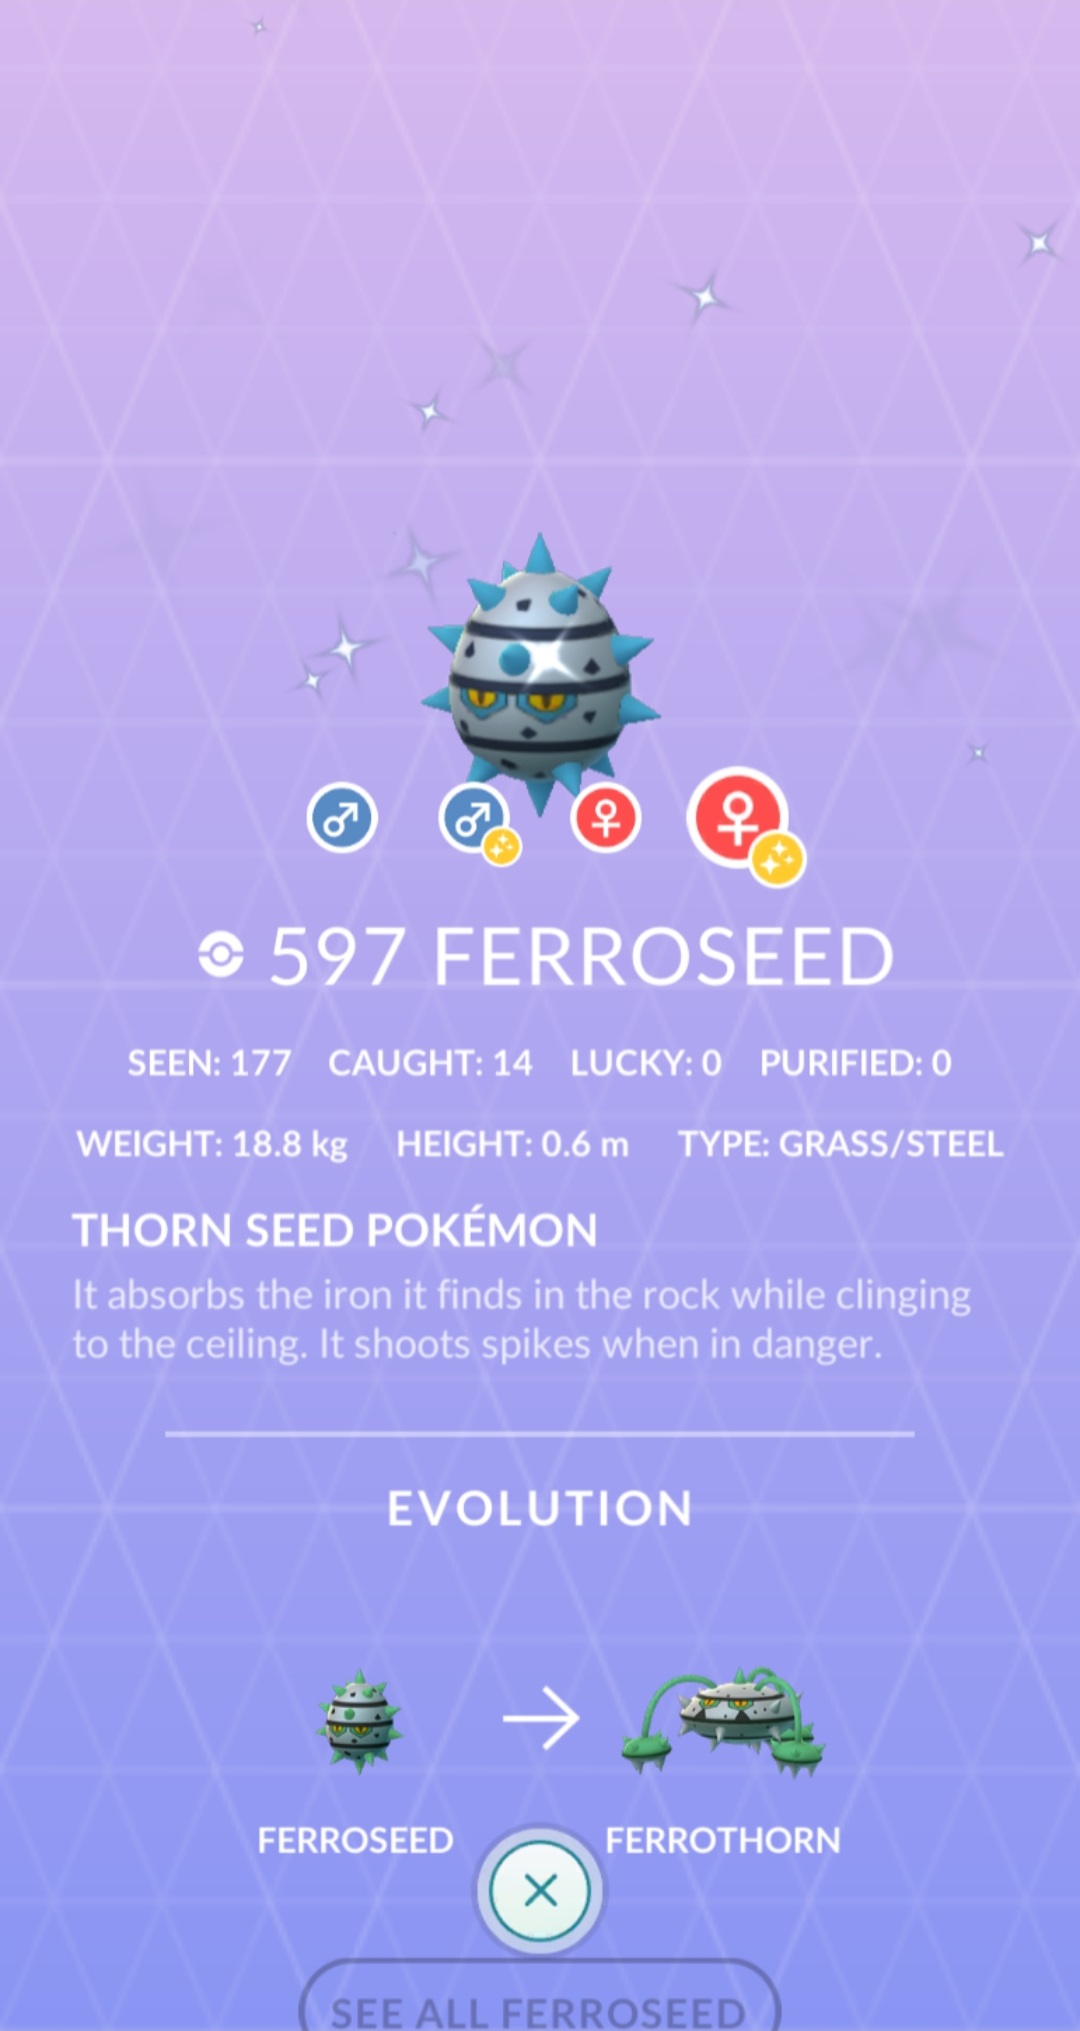 597 FERROSEED
SEEN: 177 CAUGHT: 14 LUCKY: 0 PURIFIED: 0
WEIGHT: 18.8 kg HEIGHT: 0.6 m TYPE: GRASS/STEEL
THORN SEED POKÉMON
It absorbs the iron it finds in the rock while clinging
to the ceiling. It shoots spikes when in danger.
EVOLUTION
FERROSEED FERROTHORN
SEE ALL FERROSEED